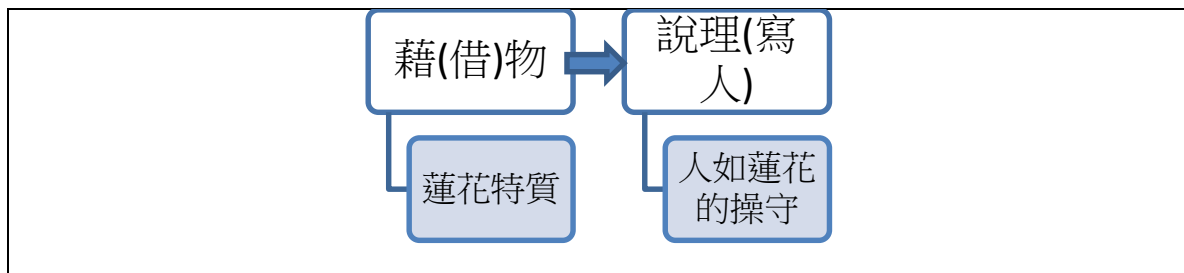 藉(借)物
說理(寫
人)
蓮花特質
人如蓮花
的操守